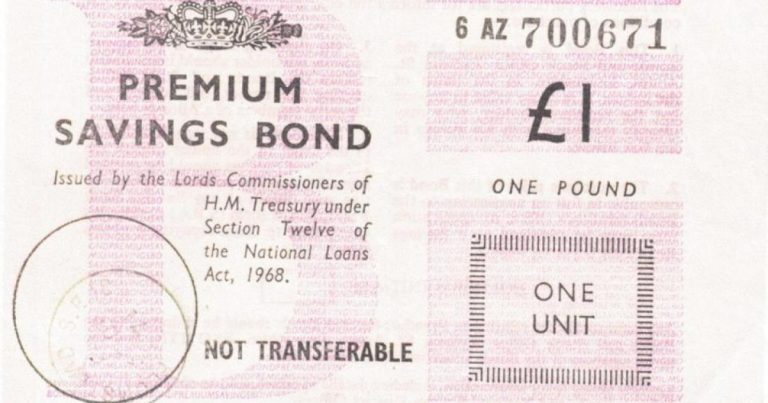 6 AZ 700671
PREMIUM
SAVINGS BOND
£1
Issued by the Lords Commissioners of
H.M. Treasury under
Section Twelve of
the National Loans
Act, 1968.
ONE POUND
ONE
UNIT
NOT TRANSFERABLE